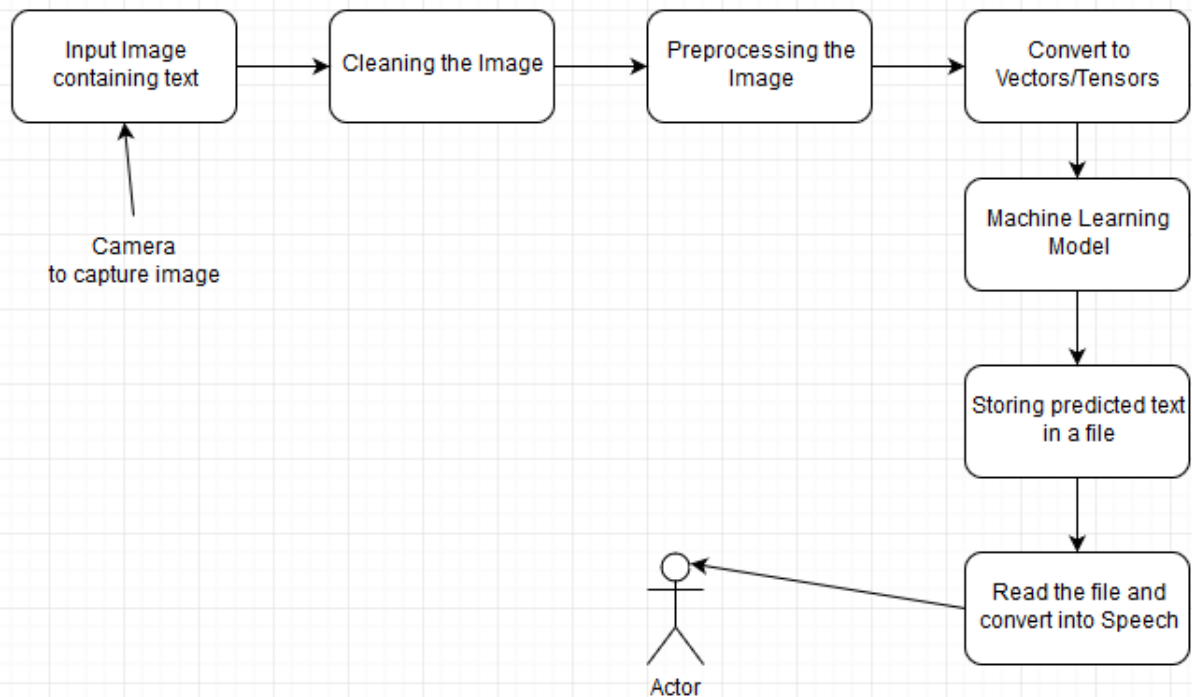 Input Image
containing text
Cleaning the Image
Preprocessing the
Image
Convert to
Vectors/Tensors
Machine Learning
Model
Camera
to capture image
Storing predicted text
in a file
Read the file and
convert into Speech
Actor